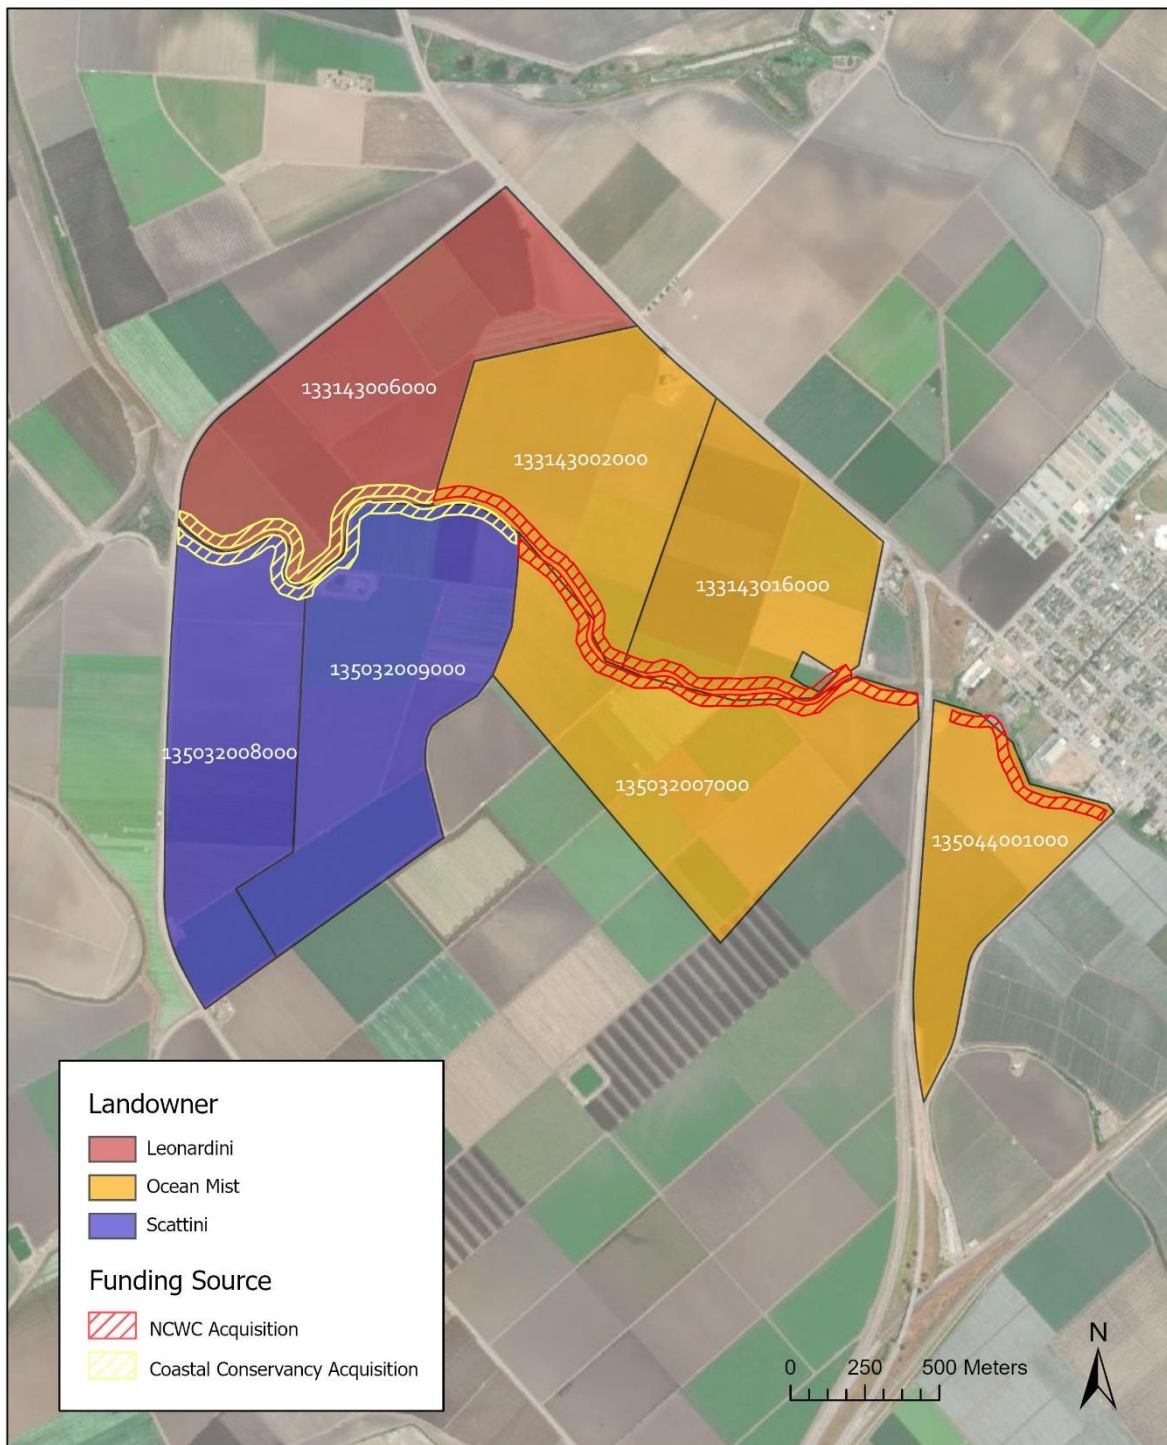 133143006000
133143002000
133143016000
135032009000
135032008000
135032007000
135044001000
Landowner
Leonardini
Ocean Mist
Scattini
Funding Source
NCWC Acquisition
Coastal Conservancy Acquisition
N
0 250 500 Meters